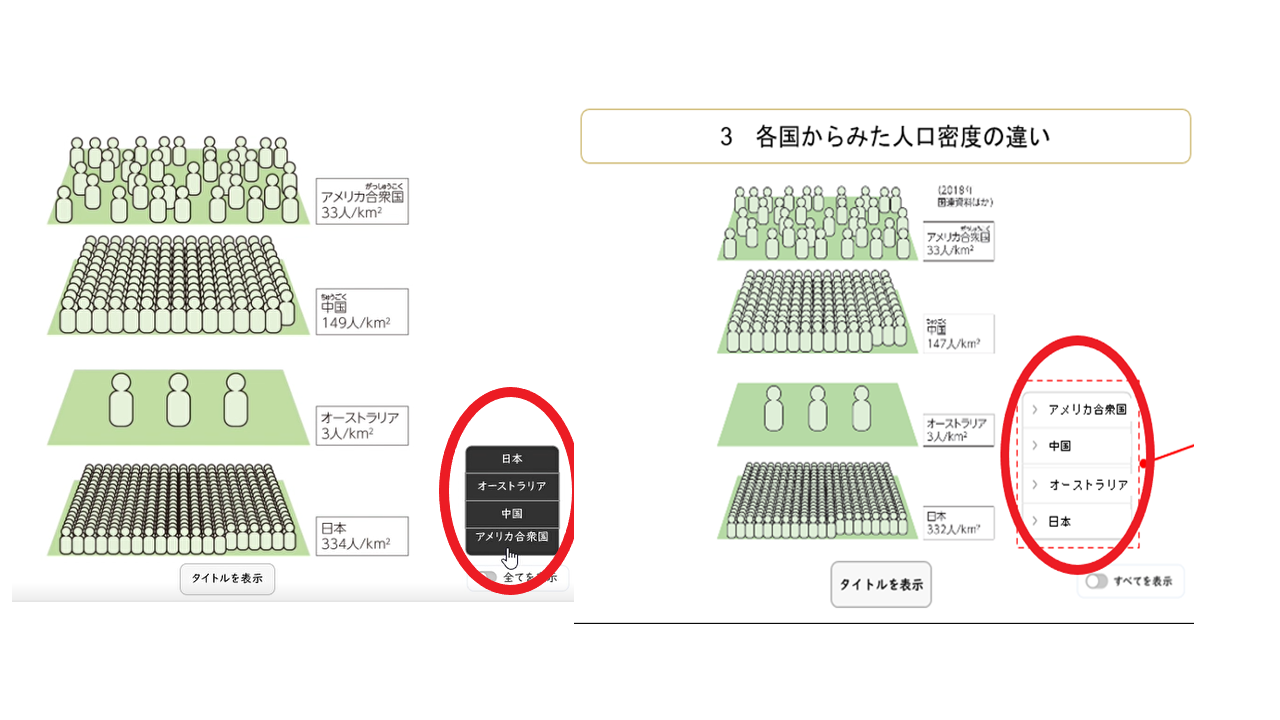 がっしゅうこく
アメリカ合衆国
33人/km²
ちゅうごく
中国
149人/km²
オーストラリア
3人/km²
日本
334人/km²
タイトルを表示
日本
オーストラリア
中国
アメリカ合衆国
全てを表示
3 各国からみた人口密度の違い
(2018年
国連資料ほか)
がっしゅうこく
アメリカ合衆国
33人/km²
ちゅうごく
中国
147人/km²
オーストラリア
3人/km²
日本
332人/km²
タイトルを表示
アメリカ合衆国
中国
オーストラリア
日本
すべてを表示